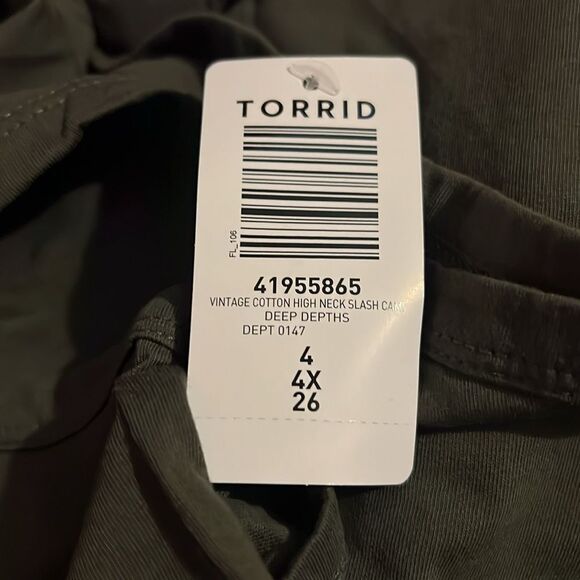 TORRID
FL_106
41955865
VINTAGE COTTON HIGH NECK SLASH
DEEP DEPTHS
DEPT 0147
4
4X
26